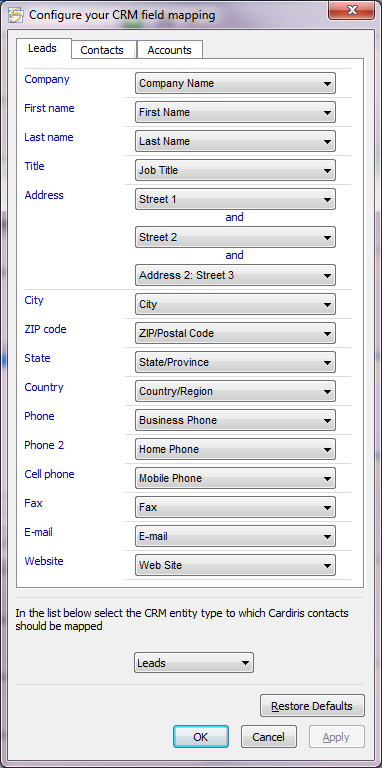 Configure your CRM field mapping
Leads Contacts Accounts
Company Company Name
First name First Name
Last name Last Name
Title Job Title
Address Street 1
and
Street 2
and
Address 2: Street 3
City City
ZIP code ZIP/Postal Code
State State/Province
Country Country/Region
Phone Business Phone
Phone 2 Home Phone
Cell phone Mobile Phone
Fax Fax
E-mail E-mail
Website Web Site
In the list below select the CRM entity type to which Cardiris contacts
should be mapped
Leads
Restore Defaults
OK Cancel Apply